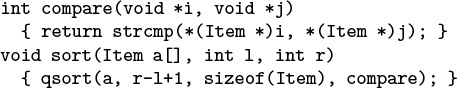 int compare(void *i, void *j)
  { return strcmp(*(Item *)i, *(Item *)j); }
void sort(Item a[], int l, int r)
  { qsort(a, r-l+1, sizeof(Item), compare); }